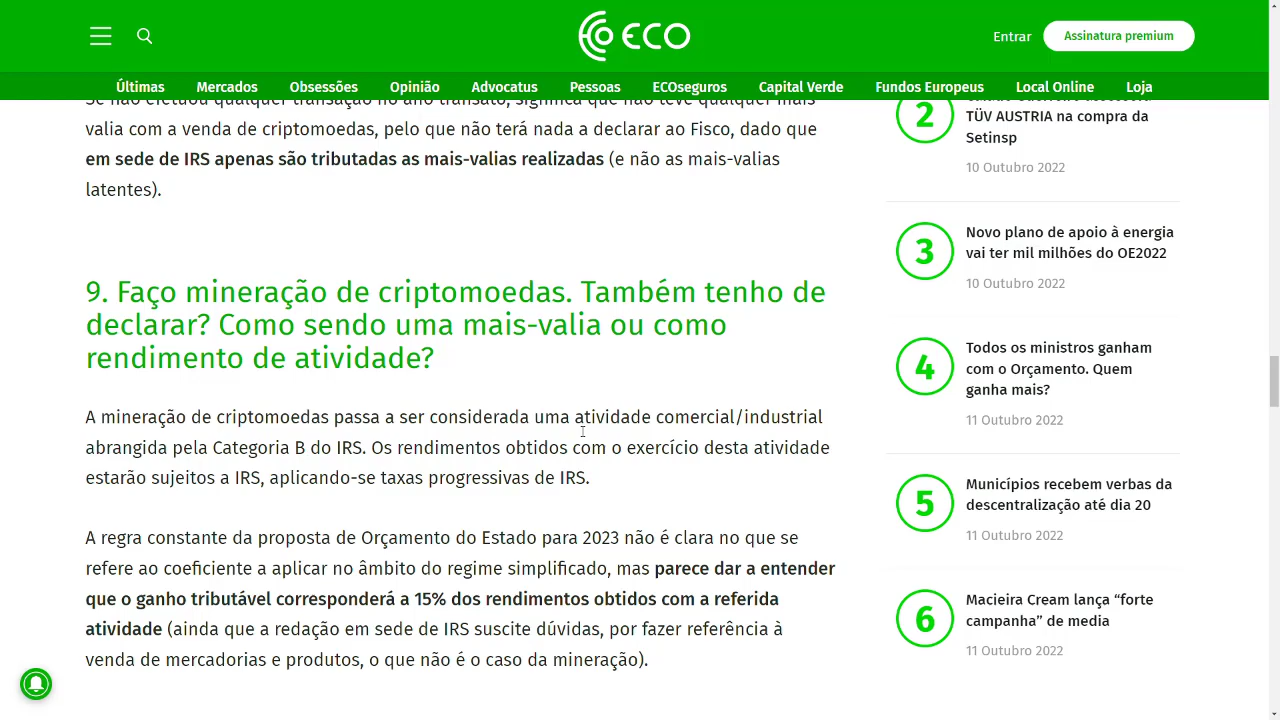 ECO
Entrar
Assinatura premium
Últimas
Mercados
Obsessões
Opinião
Advocatus
Pessoas
ECOseguros
Capital Verde
Fundos Europeus
Local Online
Loja
Se não efetuou qualquer transação no ano transato, significa que não teve qualquer mais
valia com a venda de criptomoedas, pelo que não terá nada a declarar ao Fisco, dado que
em sede de IRS apenas são tributadas as mais-valias realizadas (e não as mais-valias
latentes).
9. Faço mineração de criptomoedas. Também tenho de
declarar? Como sendo uma mais-valia ou como
rendimento de atividade?
A mineração de criptomoedas passa a ser considerada uma atividade comercial/industrial
abrangida pela Categoria B do IRS. Os rendimentos obtidos com o exercício desta atividade
estarão sujeitos a IRS, aplicando-se taxas progressivas de IRS.
A regra constante da proposta de Orçamento do Estado para 2023 não é clara no que se
refere ao coeficiente a aplicar no âmbito do regime simplificado, mas parece dar a entender
que o ganho tributável corresponderá a 15% dos rendimentos obtidos com a referida
atividade (ainda que a redação em sede de IRS suscite dúvidas, por fazer referência à
venda de mercadorias e produtos, o que não é o caso da mineração).
2
TÜV AUSTRIA na compra da
Setinsp
10 Outubro 2022
3
Novo plano de apoio à energia
vai ter mil milhões do OE2022
10 Outubro 2022
4
Todos os ministros ganham
com o Orçamento. Quem
ganha mais?
11 Outubro 2022
5
Municípios recebem verbas da
descentralização até dia 20
11 Outubro 2022
6
Macieira Cream lança “forte
campanha” de media
11 Outubro 2022